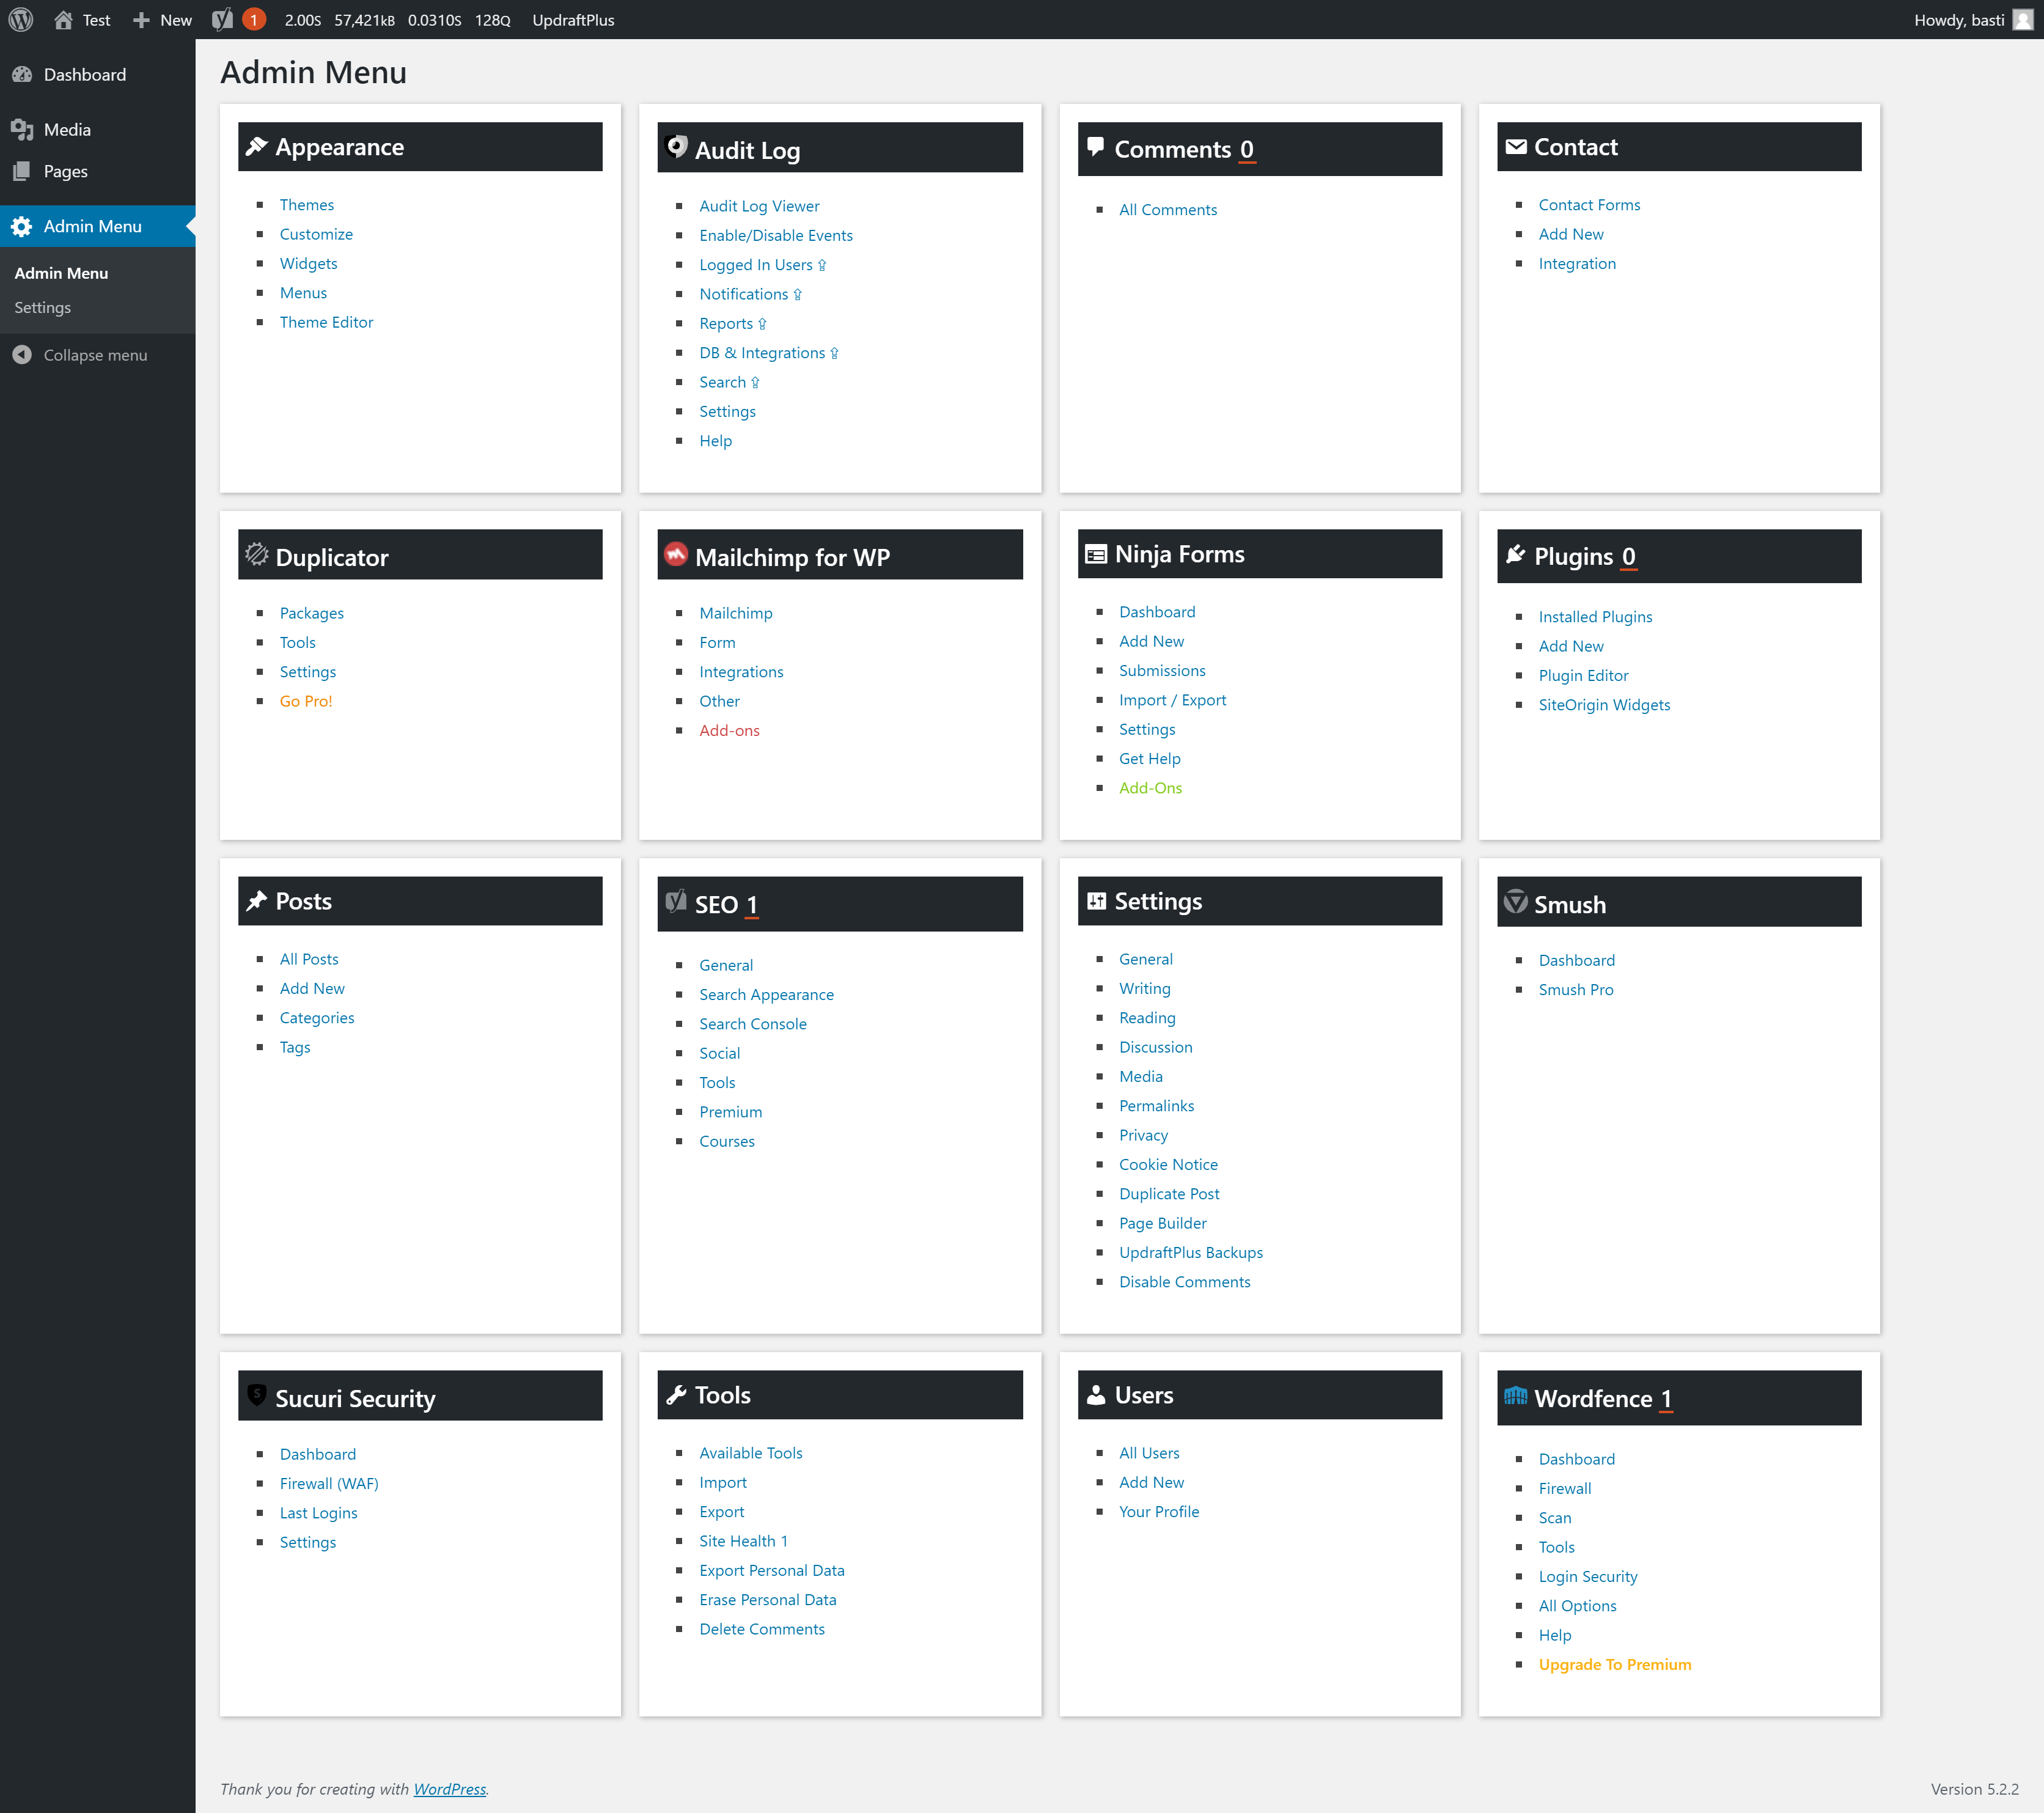 Test New 1 2.00S 57,421KB 0.0310S 128Q UpdraftPlus Howdy, basti
Dashboard
Media
Pages
Admin Menu
Admin Menu
Settings
Collapse menu
Admin Menu
Appearance
Themes
Customize
Widgets
Menus
Theme Editor
Audit Log
Audit Log Viewer
Enable/Disable Events
Logged In Users ⇪
Notifications ⇪
Reports ⇪
DB & Integrations ⇪
Search ⇪
Settings
Help
Comments 0
All Comments
Contact
Contact Forms
Add New
Integration
Duplicator
Packages
Tools
Settings
Go Pro!
Mailchimp for WP
Mailchimp
Form
Integrations
Other
Add-ons
Ninja Forms
Dashboard
Add New
Submissions
Import / Export
Settings
Get Help
Add-Ons
Plugins 0
Installed Plugins
Add New
Plugin Editor
SiteOrigin Widgets
Posts
All Posts
Add New
Categories
Tags
SEO 1
General
Search Appearance
Search Console
Social
Tools
Premium
Courses
Settings
General
Writing
Reading
Discussion
Media
Permalinks
Privacy
Cookie Notice
Duplicate Post
Page Builder
UpdraftPlus Backups
Disable Comments
Smush
Dashboard
Smush Pro
Sucuri Security
Dashboard
Firewall (WAF)
Last Logins
Settings
Tools
Available Tools
Import
Export
Site Health 1
Export Personal Data
Erase Personal Data
Delete Comments
Users
All Users
Add New
Your Profile
Wordfence 1
Dashboard
Firewall
Scan
Tools
Login Security
All Options
Help
Upgrade To Premium
Thank you for creating with WordPress.
Version 5.2.2